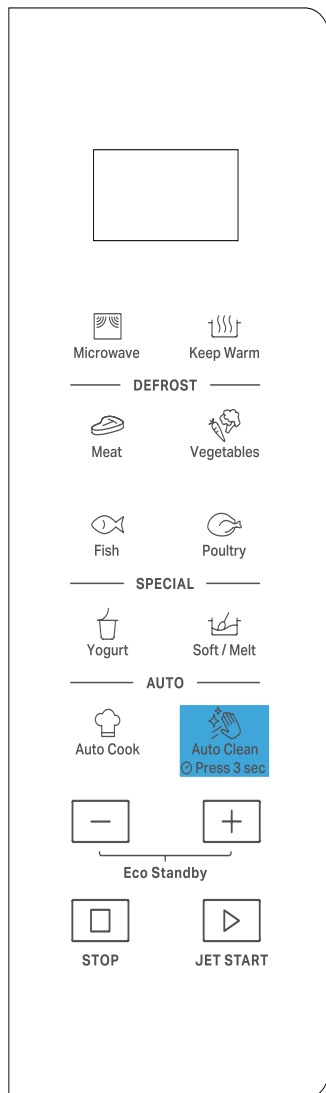 Microwave Keep Warm
DEFROST
Meat Vegetables
Fish Poultry
SPECIAL
Yogurt Soft / Melt
AUTO
Auto Cook Auto Clean
Press 3 sec
Eco Standby
STOP JET START